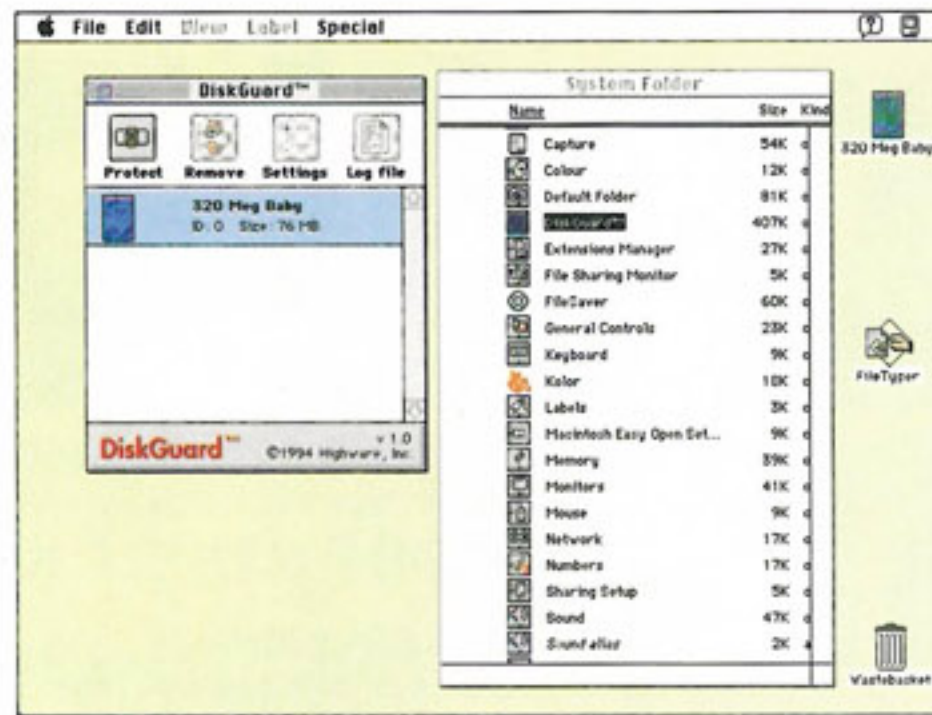 File Edit View Label Special
DiskGuard™
Protect Remove Settings Log file
320 Meg Baby
ID: 0 Size: 76 MB
DiskGuard™
v 1.0
©1994 Highware, Inc.
System Folder
Name Size Kind
Capture 54K
Colour 12K
Default Folder 81K
DiskGuard™ 407K
Extensions Manager 27K
File Sharing Monitor 5K
FileSaver 60K
General Controls 23K
Keyboard 9K
Kolor 10K
Labels 3K
Macintosh Easy Open Set... 9K
Memory 39K
Monitors 41K
Mouse 9K
Network 17K
Numbers 17K
Sharing Setup 5K
Sound 47K
Sound alias 2K
320 Meg Baby
FileTyper
Wastebasket